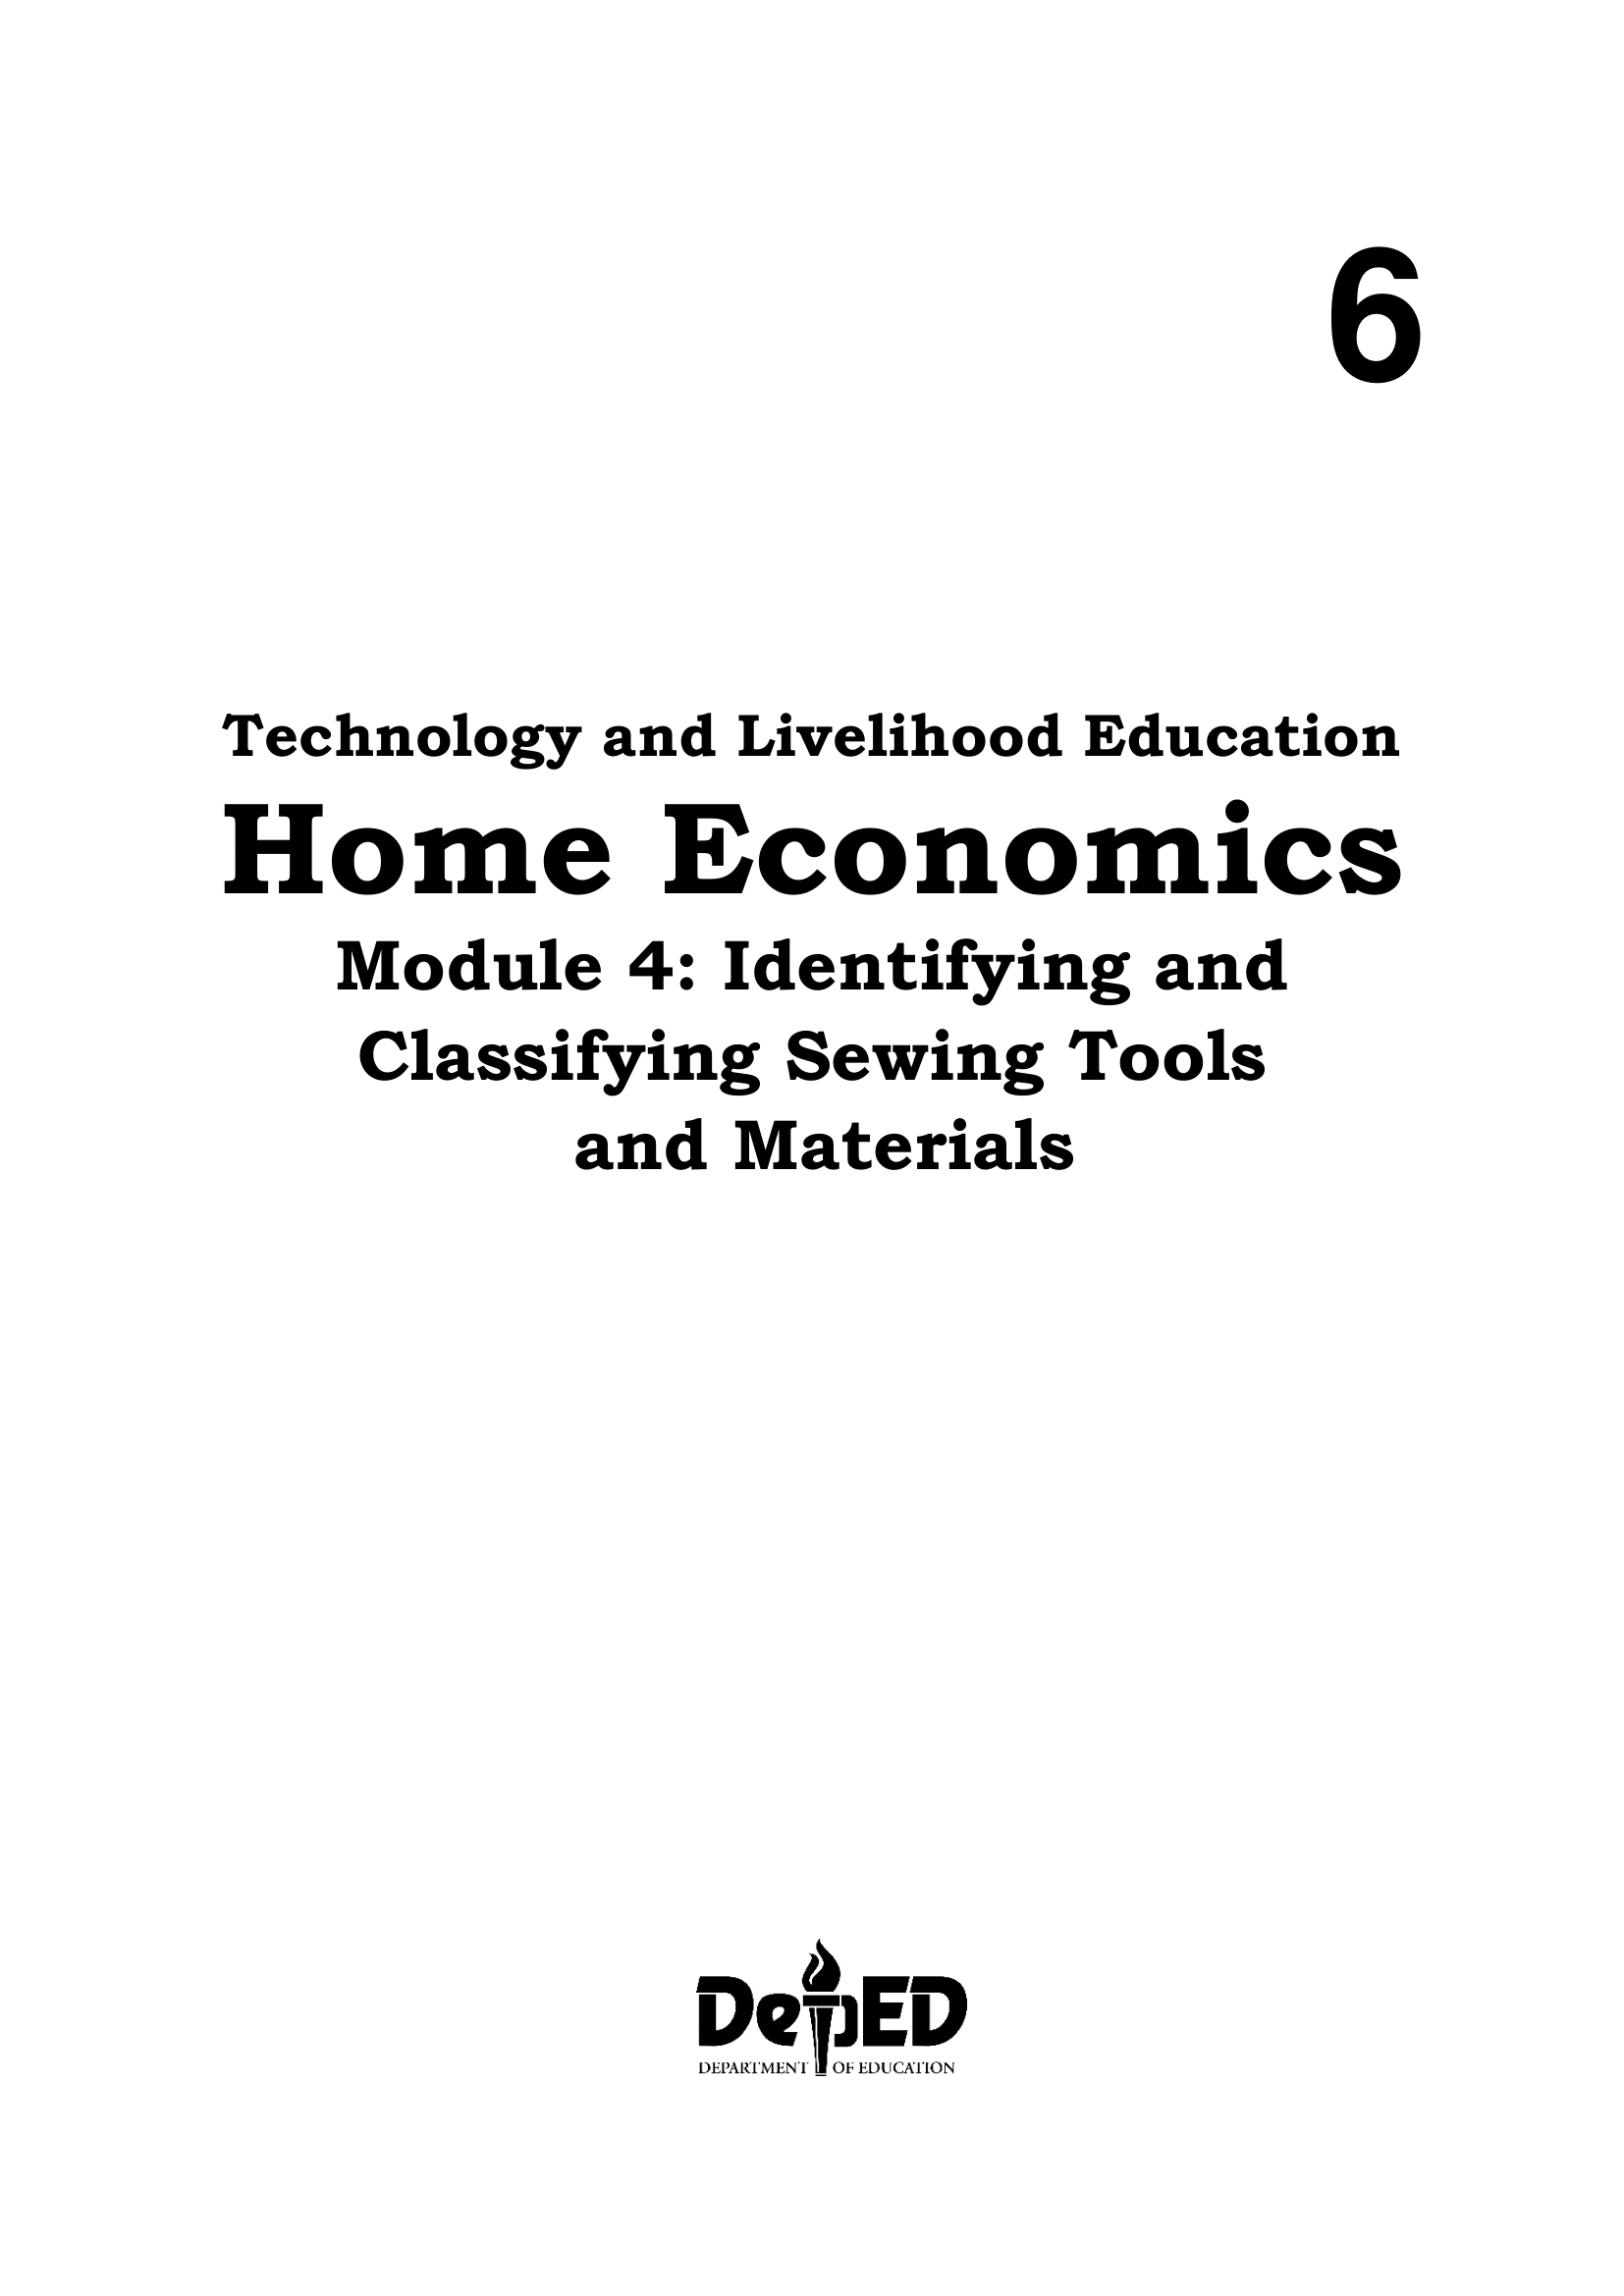 6
Technology and Livelihood Education
Home Economics
Module 4: Identifying and
Classifying Sewing Tools
and Materials
DepED
DEPARTMENT OF EDUCATION